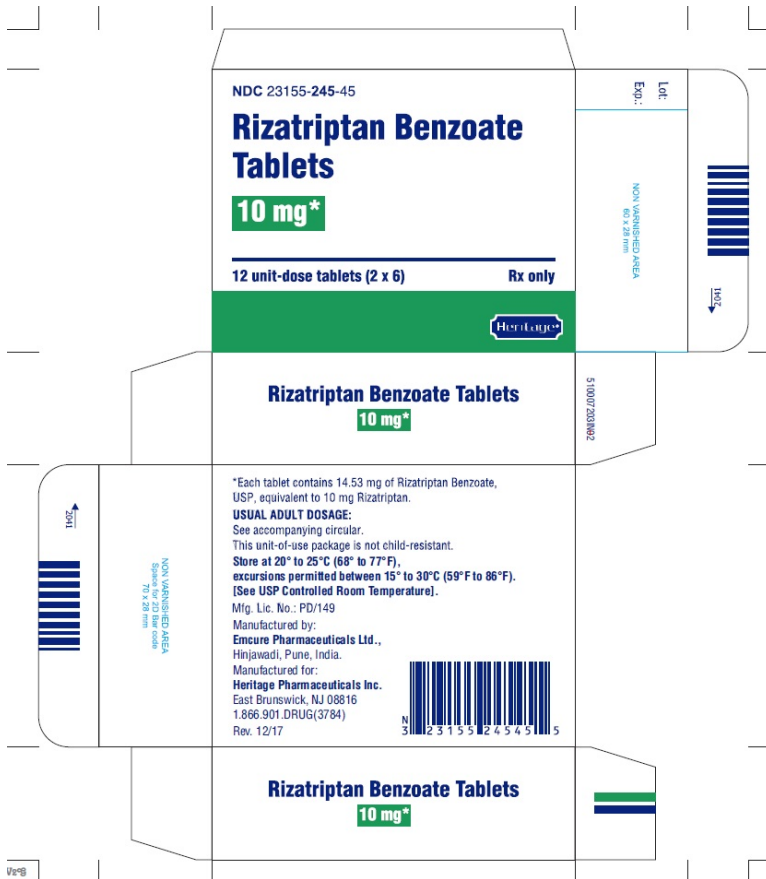 NDC 23155-245-45
Rizatriptan Benzoate
Tablets
10 mg*
12 unit-dose tablets (2 x 6) Rx only
Heritage
Lot:
Exp.:
NON VARNISHED AREA
60 x 28 mm
2041
Rizatriptan Benzoate Tablets
10 mg*
*Each tablet contains 14.53 mg of Rizatriptan Benzoate,
USP, equivalent to 10 mg Rizatriptan.
USUAL ADULT DOSAGE:
See accompanying circular.
This unit-of-use package is not child-resistant.
Store at 20° to 25°C (68° to 77°F),
excursions permitted between 15° to 30°C (59°F to 86°F).
[See USP Controlled Room Temperature].
Mfg. Lic. No.: PD/149
Manufactured by:
Emcure Pharmaceuticals Ltd.,
Hinjawadi, Pune, India.
Manufactured for:
Heritage Pharmaceuticals Inc.
East Brunswick, NJ 08816
1.866.901.DRUG(3784)
Rev. 12/17
N
3 23155 24545 5
2041
NON VARNISHED AREA
Space for 2D Bar code
70 x 28 mm
Rizatriptan Benzoate Tablets
10 mg*